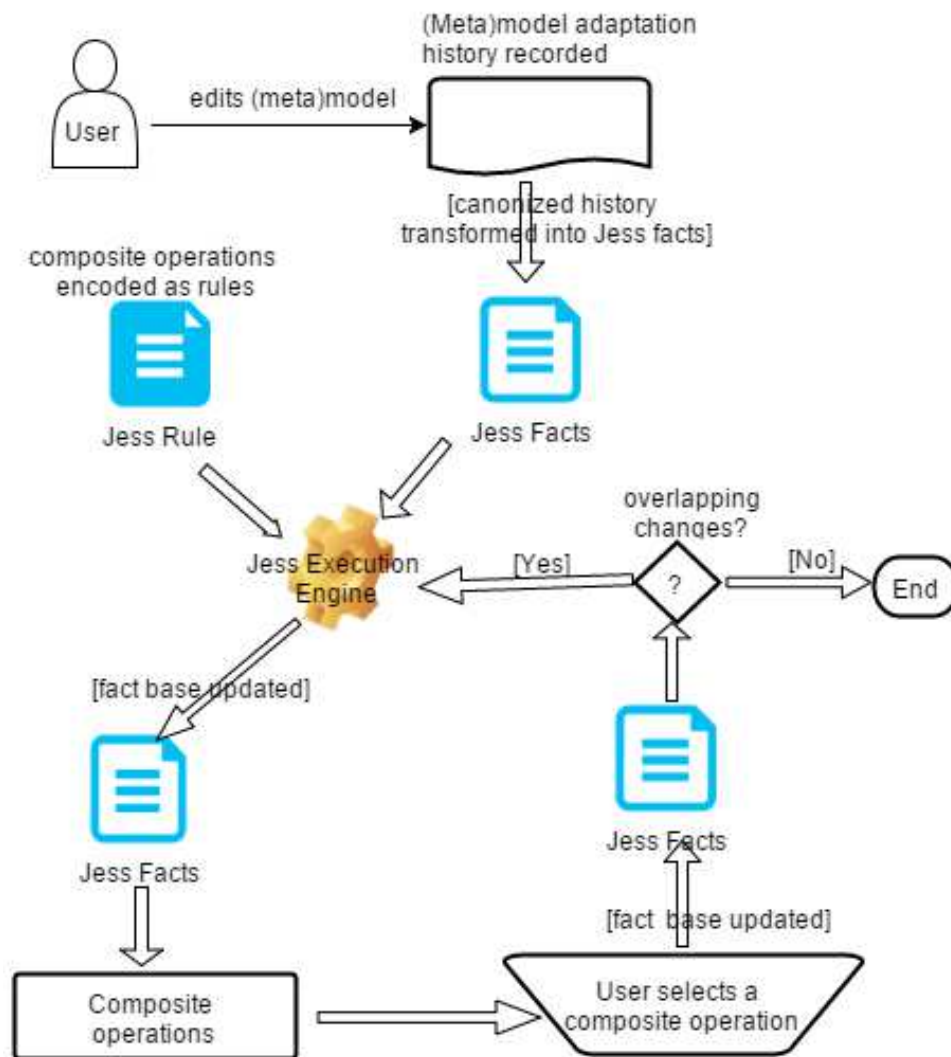 (Meta)model adaptation
history recorded
edits (meta)model
User
[canonized history
transformed into Jess facts]
composite operations
encoded as rules
Jess Rule
Jess Facts
overlapping
changes?
Jess Execution
Engine
[Yes]
?
[No]
End
[fact base updated]
Jess Facts
Jess Facts
[fact base updated]
Composite
operations
User selects a
composite operation